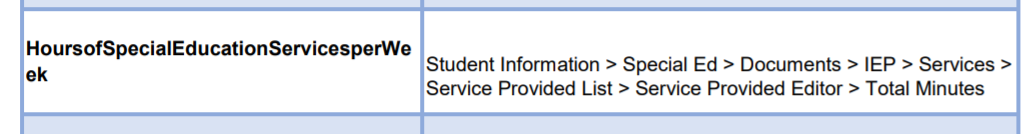 HoursofSpecialEducationServicesperWe
ek
Student Information > Special Ed > Documents > IEP > Services >
Service Provided List > Service Provided Editor > Total Minutes